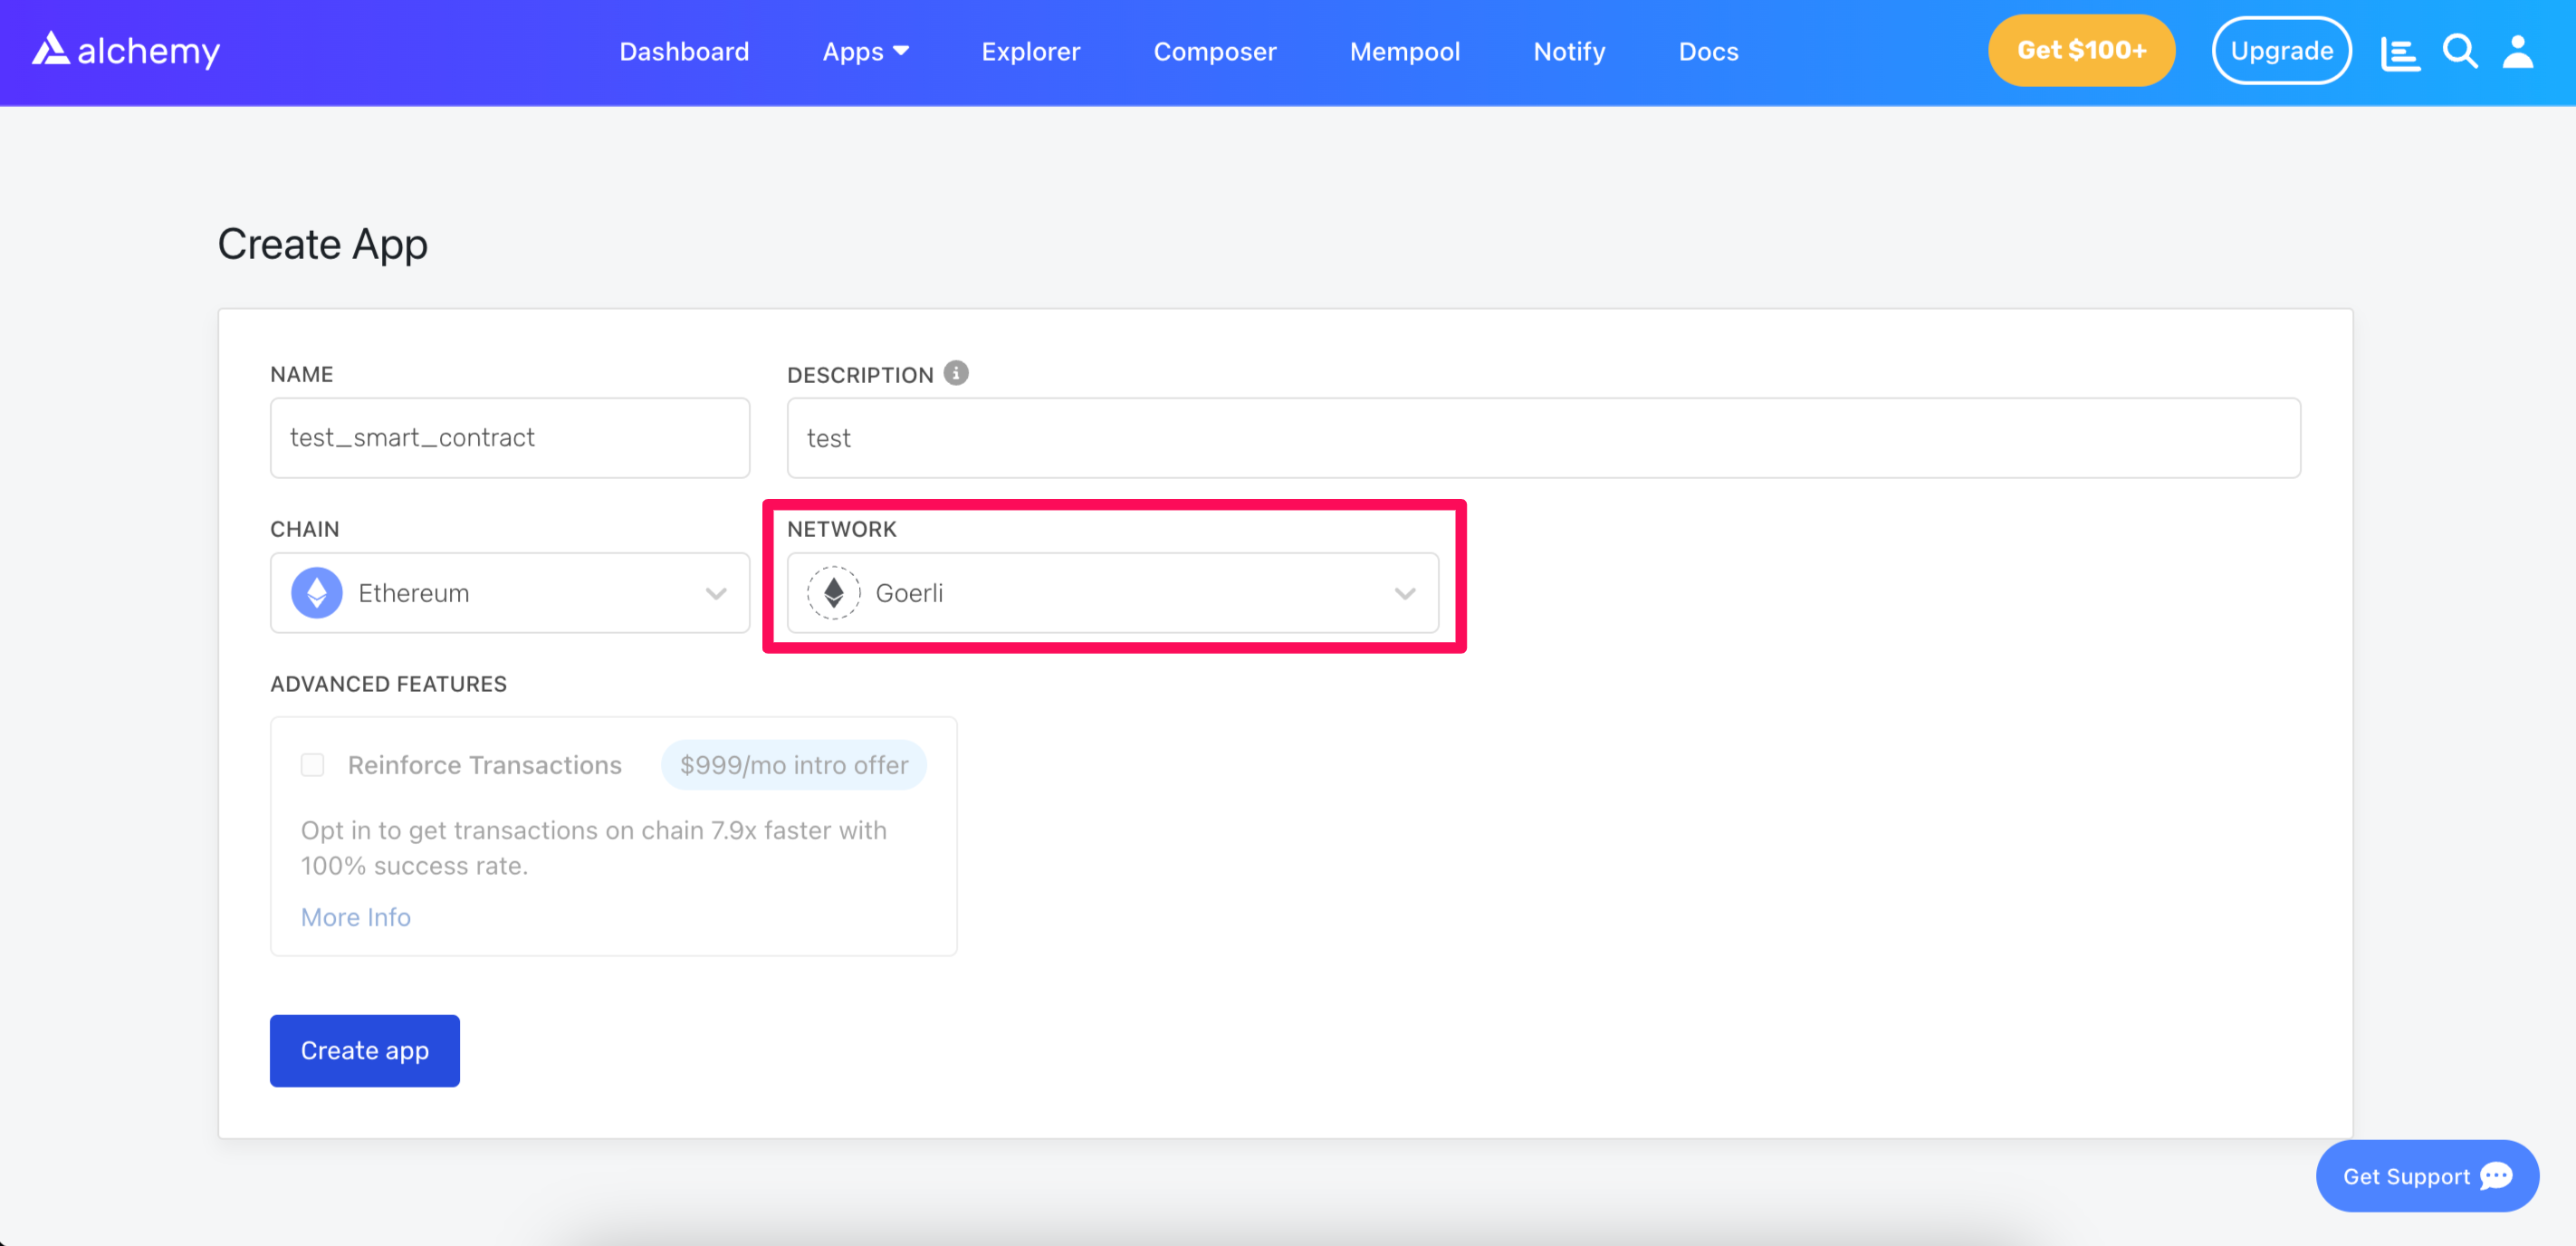 alchemy
Dashboard
Apps
Explorer
Composer
Mempool
Notify
Docs
Get $100+
Upgrade
Create App
NAME
DESCRIPTION
test_smart_contract
test
CHAIN
NETWORK
Ethereum
Goerli
ADVANCED FEATURES
Reinforce Transactions
$999/mo intro offer
Opt in to get transactions on chain 7.9x faster with
100% success rate.
More Info
Create app
Get Support